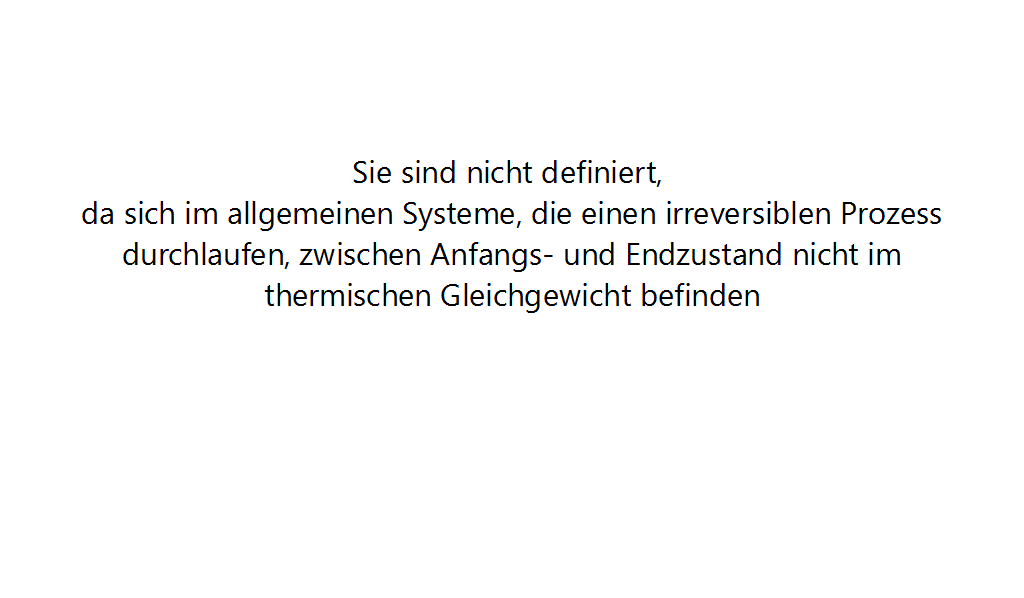 Sie sind nicht definiert,
da sich im allgemeinen Systeme, die einen irreversiblen Prozess
durchlaufen, zwischen Anfangs- und Endzustand nicht im
thermischen Gleichgewicht befinden